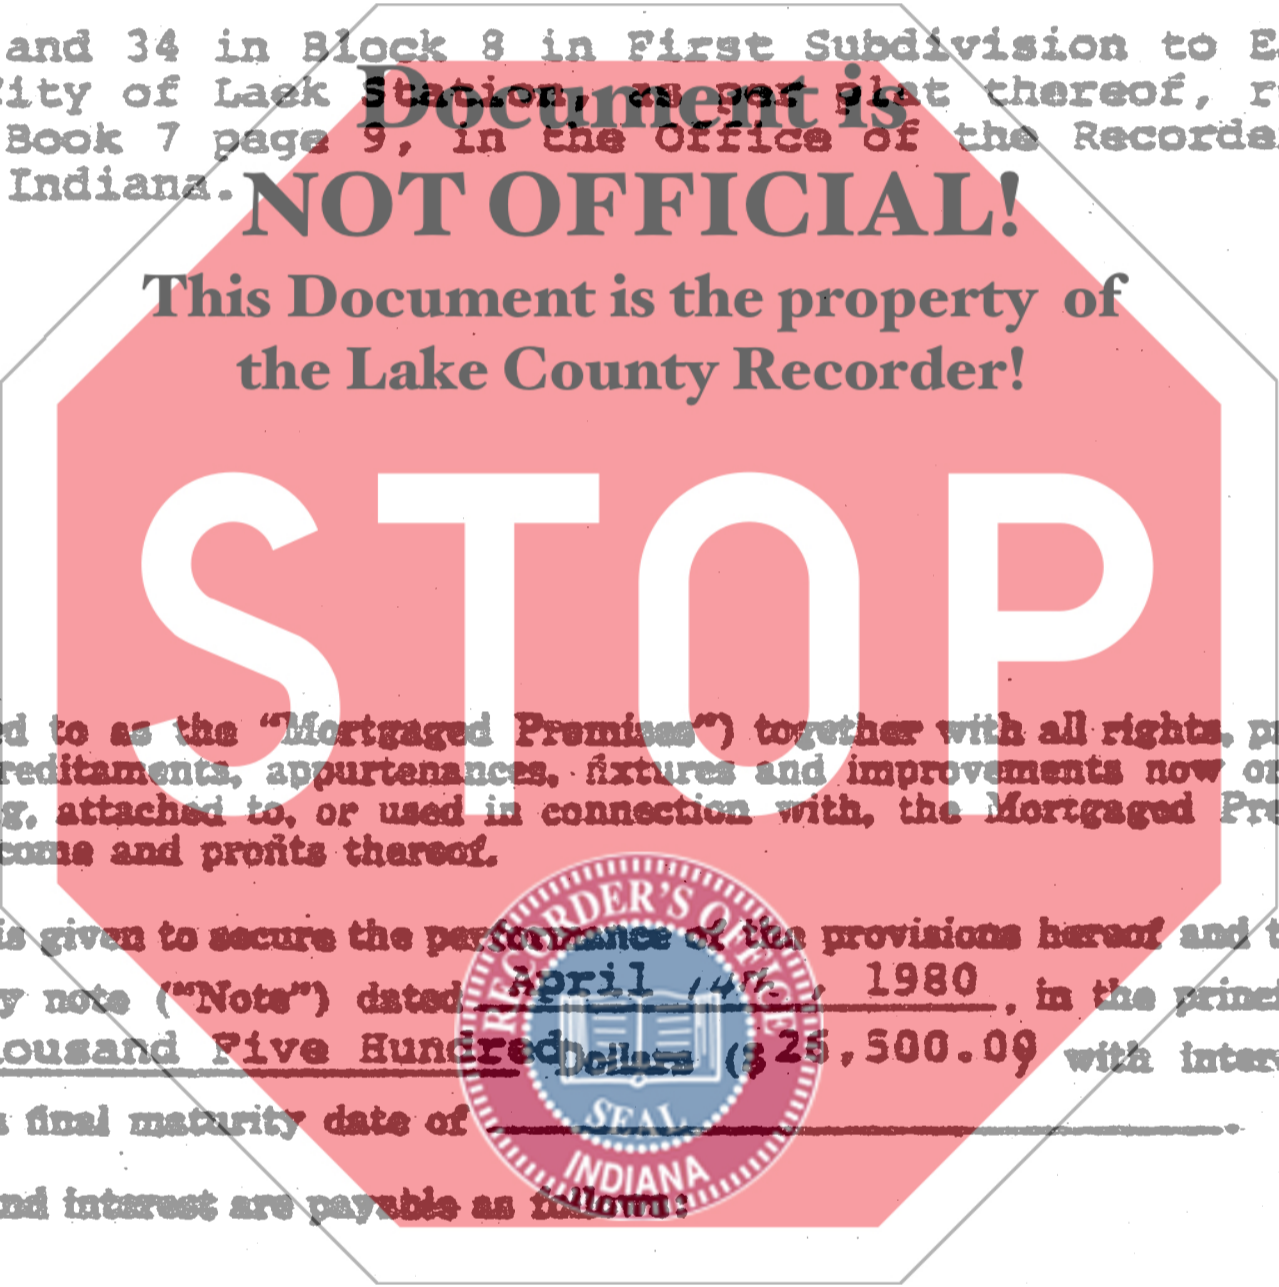 and 34 in Block 8 in First Subdivision to E
ity of Laek Station, as per plat thereof, r
Document is
Book 7 page 9, in the Office of the Recorde
Indiana.
NOT OFFICIAL!
This Document is the property of
the Lake County Recorder!
STOP
d to as the “Mortgaged Premises”) together with all rights, pr
reditaments, appurtenances, fixtures and improvements now or
g, attached to, or used in connection with, the Mortgaged Pre
come and profits thereof.
is given to secure the performance of the provisions hereof and t
y note (“Note”) dated April , 1980, in the princi
ousand Five Hundred Dollars ($ 25,500.09 with inter
final maturity date of .
nd interest are payable as follows:
RECORDER'S OFFICE
SEAL
INDIANA